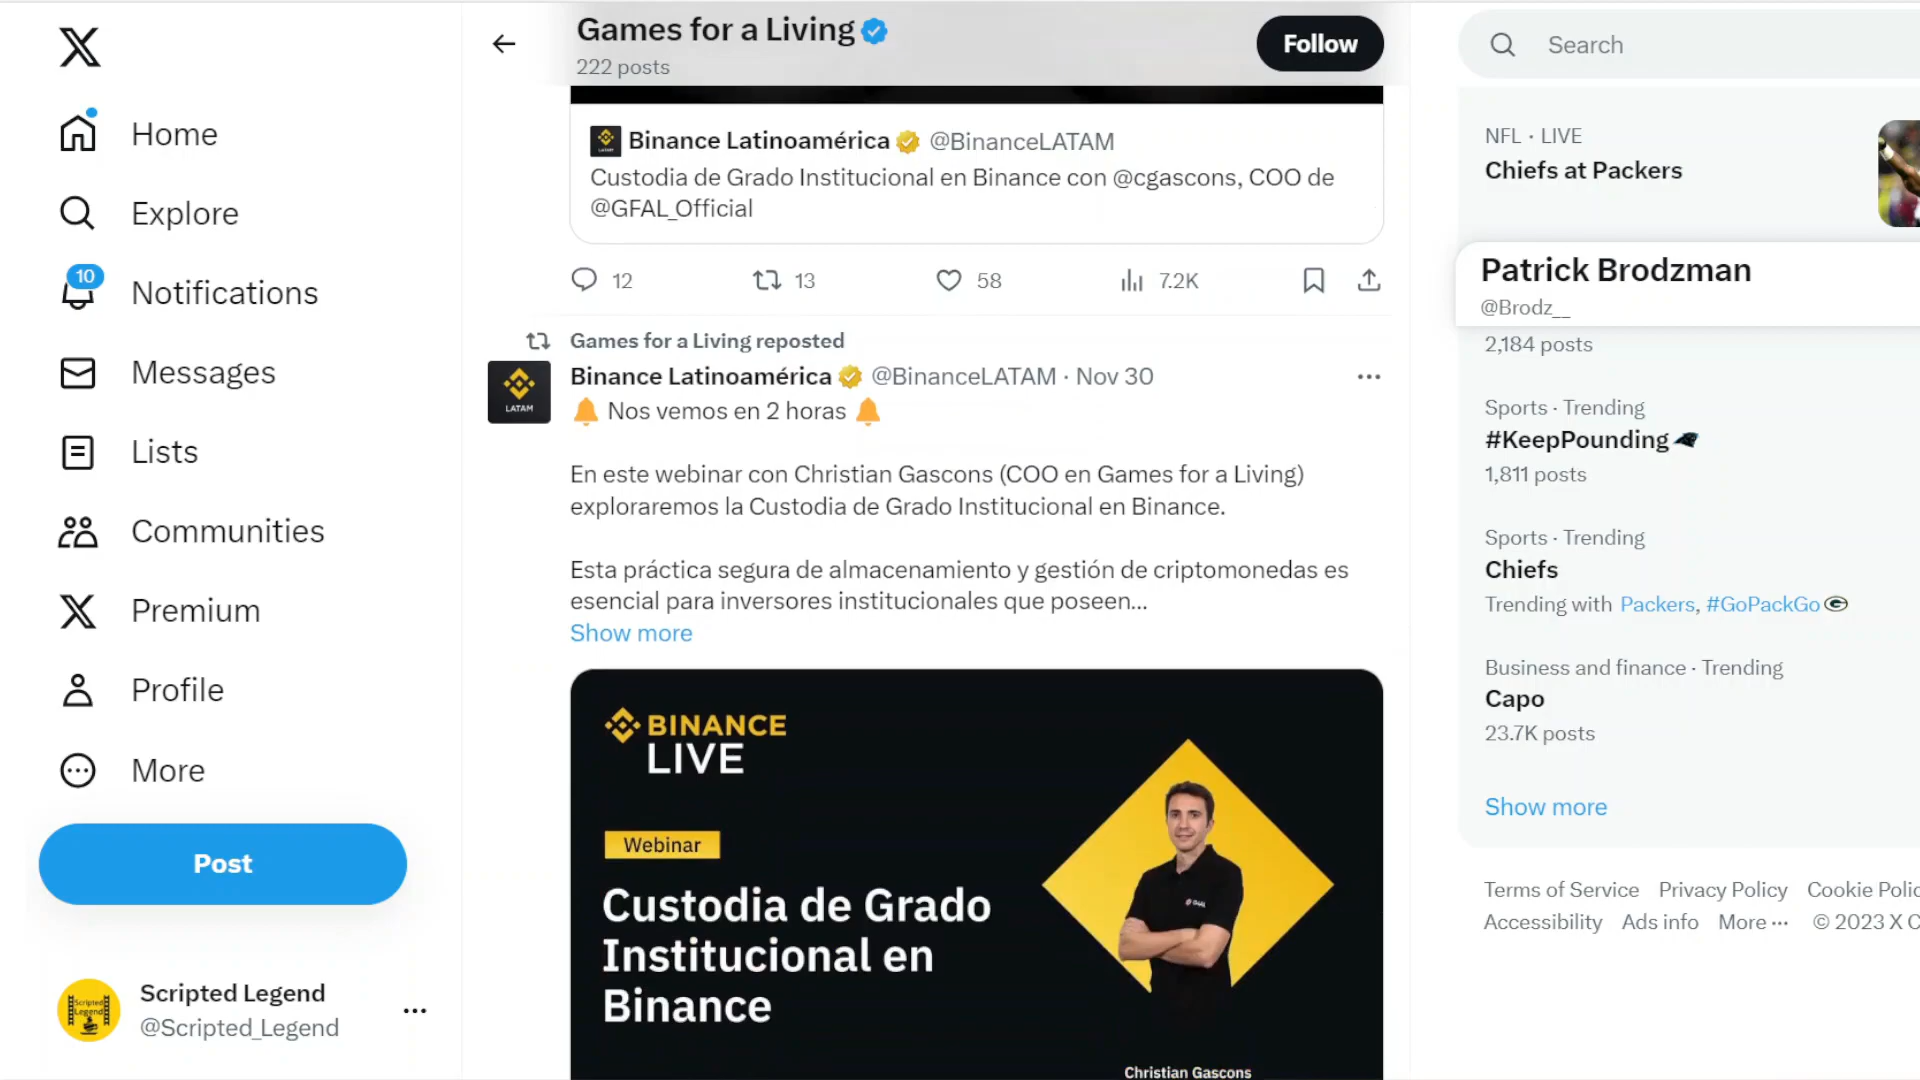 Home
Explore
10
Notifications
Messages
Lists
Communities
Premium
Profile
More
Post
Scripted Legend
Scripted Legend
@Scripted_Legend
Games for a Living
222 posts
Follow
Binance Latinoamérica @BinanceLATAM
Custodia de Grado Institucional en Binance con @cgascons, COO de
@GFAL_Official
12 13 58 7.2K
Games for a Living reposted
LATAM
Binance Latinoamérica @BinanceLATAM · Nov 30
Nos vemos en 2 horas
En este webinar con Christian Gascons (COO en Games for a Living)
exploraremos la Custodia de Grado Institucional en Binance.
Esta práctica segura de almacenamiento y gestión de criptomonedas es
esencial para inversores institucionales que poseen...
Show more
BINANCE
LIVE
Webinar
Custodia de Grado
Institucional en
Binance
Christian Gascons
Search
NFL · LIVE
Chiefs at Packers
Patrick Brodzman
@Brodz__
2,184 posts
Sports · Trending
#KeepPounding
1,811 posts
Sports · Trending
Chiefs
Trending with Packers, #GoPackGo
Business and finance · Trending
Capo
23.7K posts
Show more
Terms of Service Privacy Policy Cookie Polic
Accessibility Ads info More ··· © 2023 X C